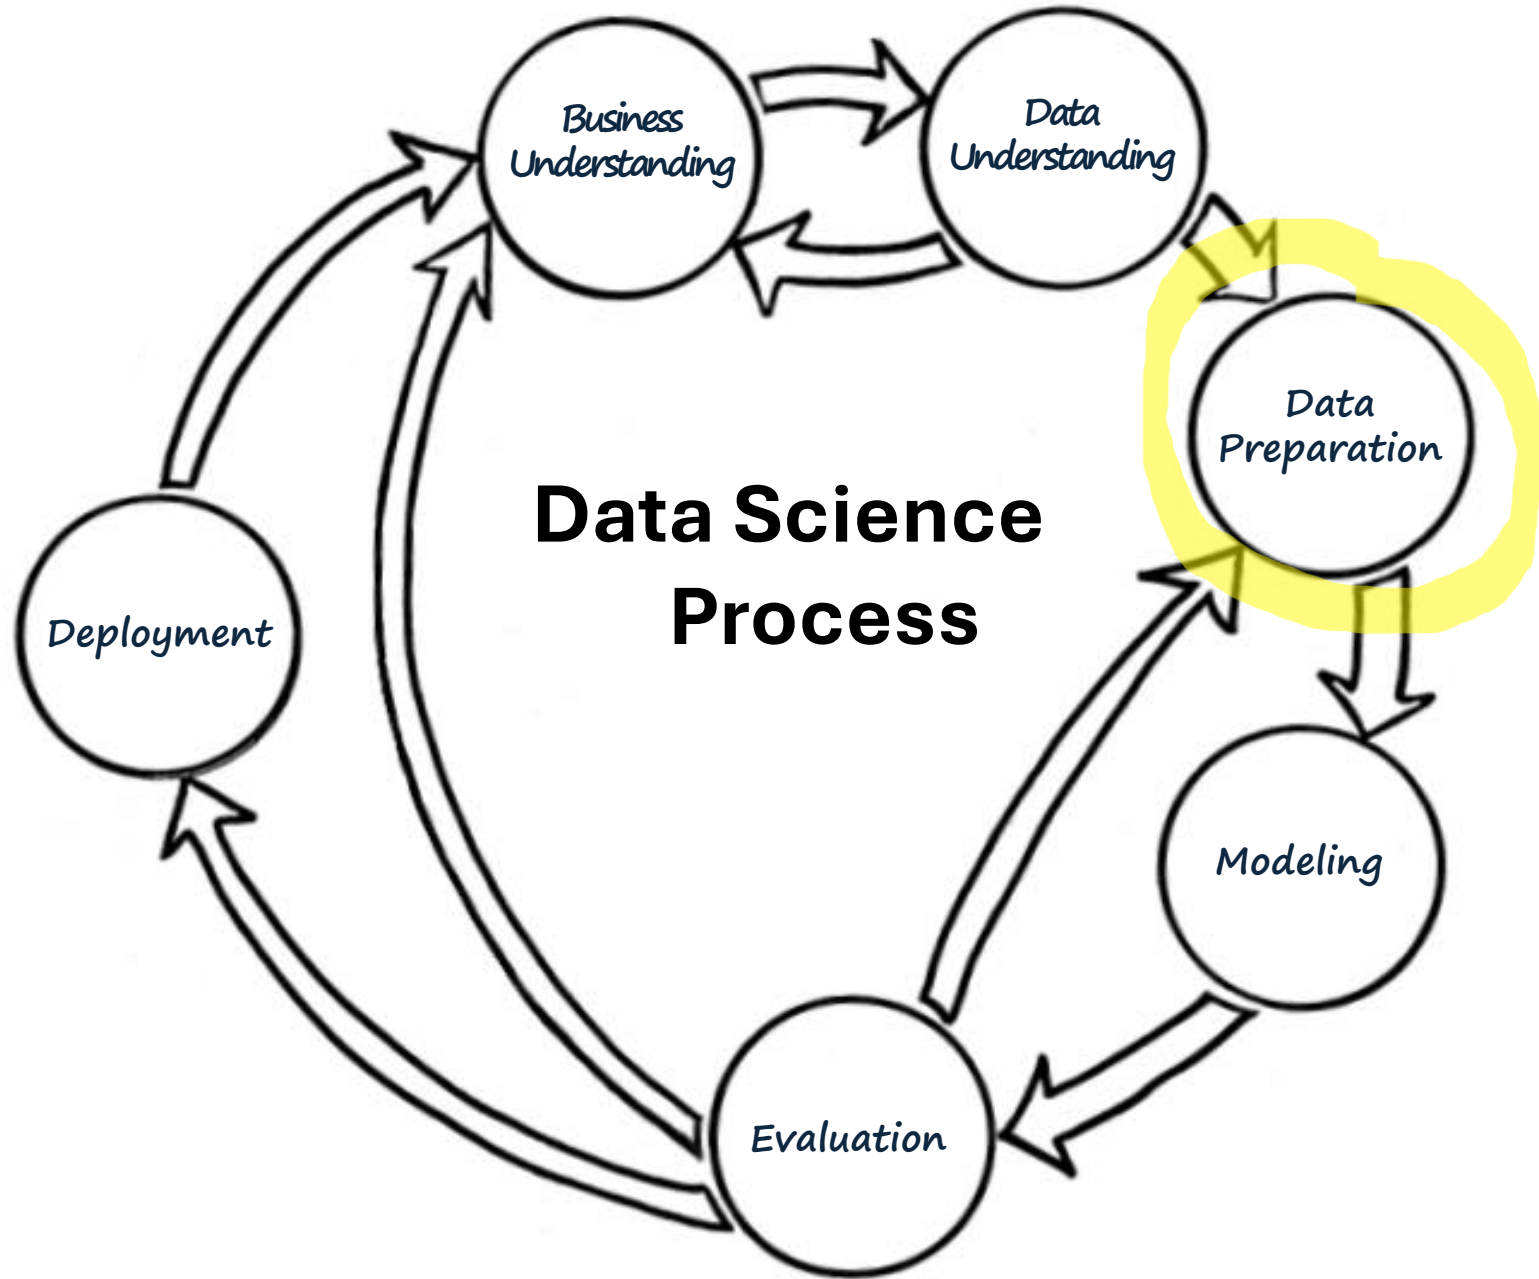 Business
Understanding
Data
Understanding
Data
Preparation
Data Science
Process
Deployment
Modeling
Evaluation